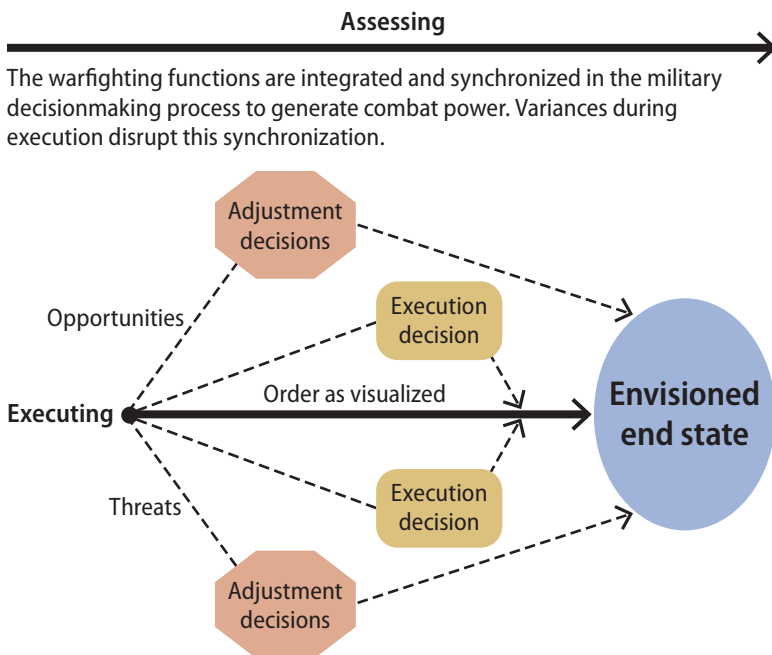 Assessing
The warfighting functions are integrated and synchronized in the military
decisionmaking process to generate combat power. Variances during
execution disrupt this synchronization.
Adjustment
decisions
Opportunities
Execution
decision
Order as visualized
Executing
Envisioned
end state
Threats
Execution
decision
Adjustment
decisions